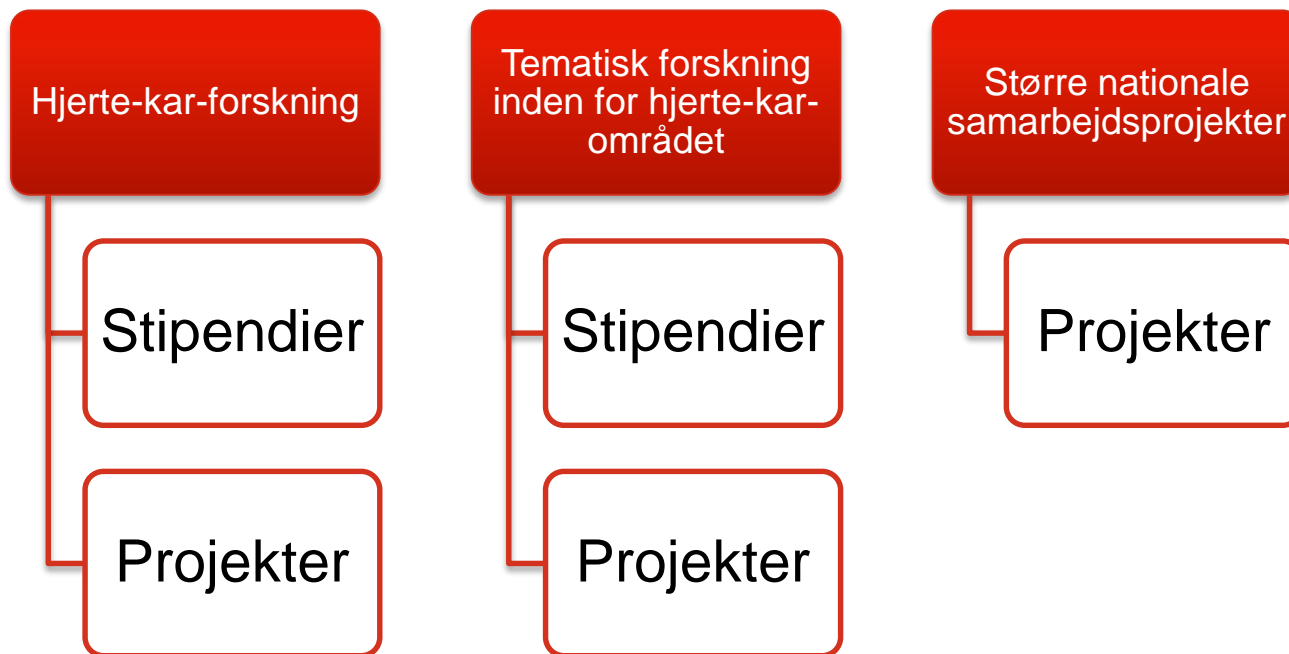 Hjerte-kar-forskning
Stipendier
Projekter
Tematisk forskning
inden for hjerte-kar-
området
Stipendier
Projekter
Større nationale
samarbejdsprojekter
Projekter